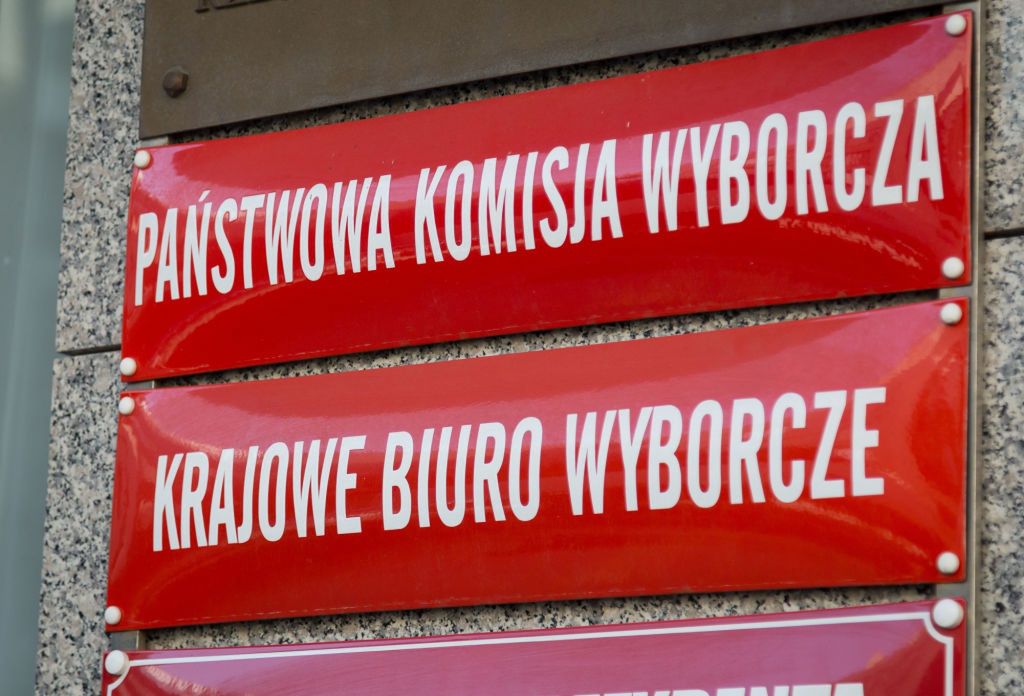 PAŃSTWOWA KOMISJA WYBORCZA
KRAJOWE BIURO WYBORCZE